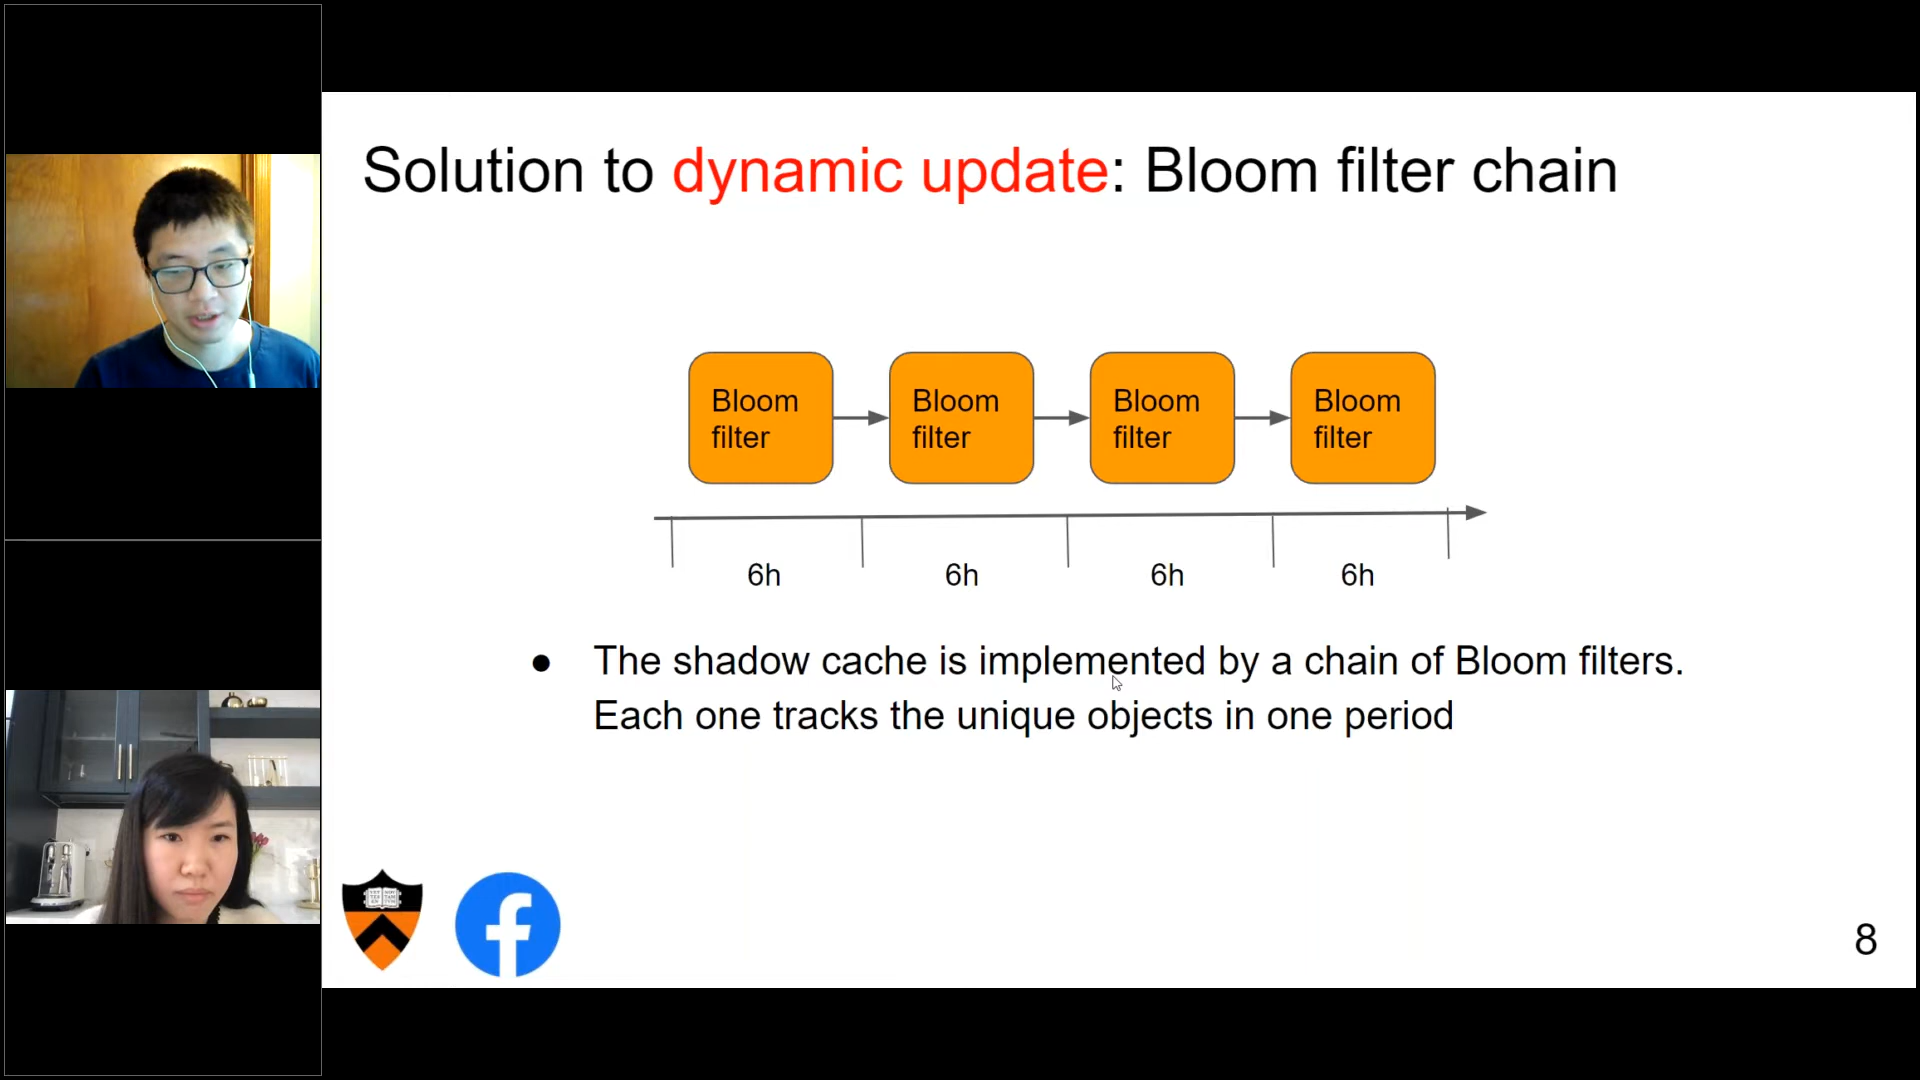 Solution to dynamic update: Bloom filter chain
Bloom
filter
Bloom
filter
Bloom
filter
Bloom
filter
6h
6h
6h
6h
● The shadow cache is implemented by a chain of Bloom filters.
Each one tracks the unique objects in one period
8